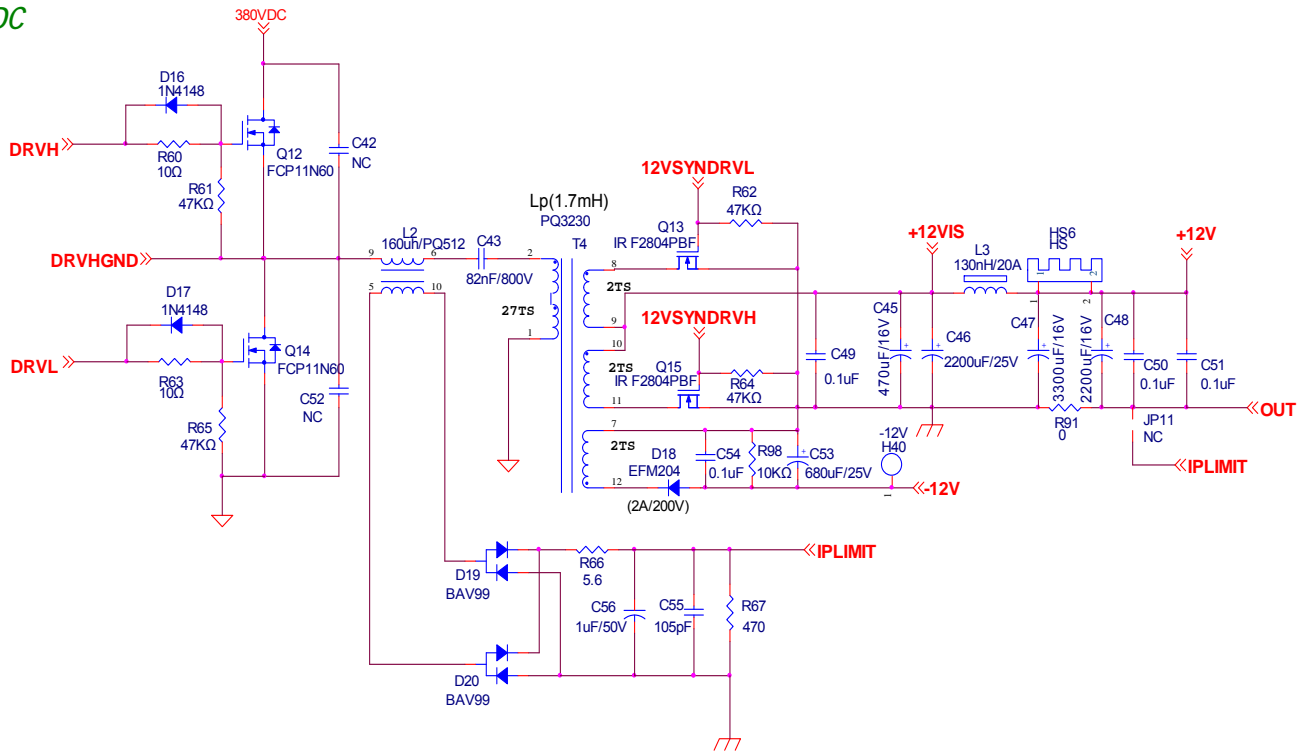 DC
380VDC
D16
1N4148
DRVH
R60
10Ω
Q12
FCP11N60
C42
NC
R61
47KΩ
DRVHGND
D17
1N4148
DRVL
R63
10Ω
Q14
FCP11N60
C52
NC
R65
47KΩ
L2
160uh/PQ512
9
6
5
10
C43
82nF/800V
Lp(1.7mH)
PQ3230
T4
2
27TS
1
8
2TS
9
10
2TS
11
7
2TS
12
12VSYNDRVL
R62
47KΩ
Q13
IR F2804PBF
12VSYNDRVH
Q15
IR F2804PBF
R64
47KΩ
D18
EFM204
(2A/200V)
C54
0.1uF
R98
10KΩ
C53
680uF/25V
-12V
H40
1
-12V
C49
0.1uF
C45
470uF/16V
+12VIS
C46
2200uF/25V
L3
130nH/20A
HS6
HS
1
2
1
2
+12V
C47
3300uF/16V
C48
2200uF/16V
C50
0.1uF
C51
0.1uF
R91
0
OUT
JP11
NC
IPLIMIT
D19
BAV99
D20
BAV99
R66
5.6
IPLIMIT
C56
1uF/50V
C55
105pF
R67
470